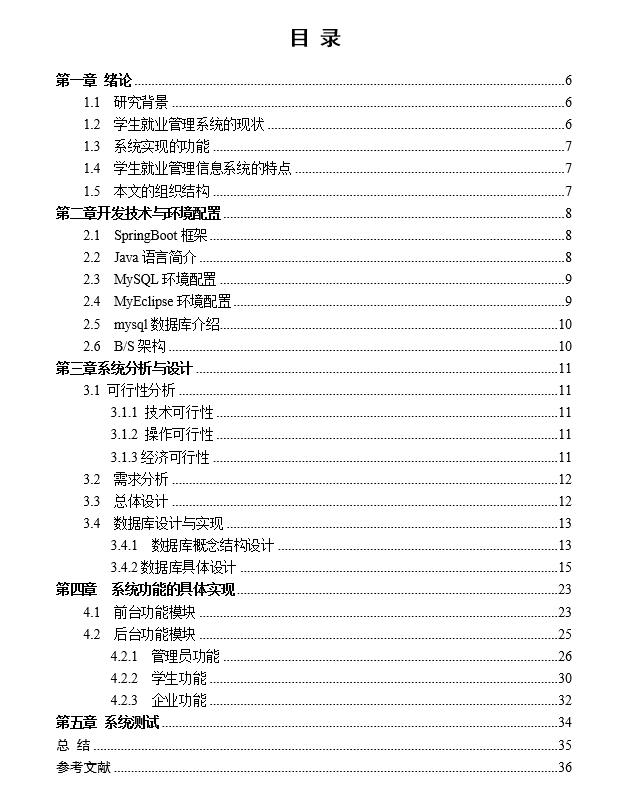 目 录
第一章 绪论 6
1.1 研究背景 6
1.2 学生就业管理系统的现状 6
1.3 系统实现的功能 7
1.4 学生就业管理信息系统的特点 7
1.5 本文的组织结构 7
第二章开发技术与环境配置 8
2.1 SpringBoot 框架 8
2.2 Java 语言简介 8
2.3 MySQL 环境配置 9
2.4 MyEclipse 环境配置 9
2.5 mysql 数据库介绍 10
2.6 B/S 架构 10
第三章系统分析与设计 11
3.1 可行性分析 11
3.1.1 技术可行性 11
3.1.2 操作可行性 11
3.1.3 经济可行性 11
3.2 需求分析 12
3.3 总体设计 12
3.4 数据库设计与实现 13
3.4.1 数据库概念结构设计 13
3.4.2 数据库具体设计 15
第四章 系统功能的具体实现 23
4.1 前台功能模块 23
4.2 后台功能模块 25
4.2.1 管理员功能 26
4.2.2 学生功能 30
4.2.3 企业功能 32
第五章 系统测试 34
总 结 35
参考文献 36